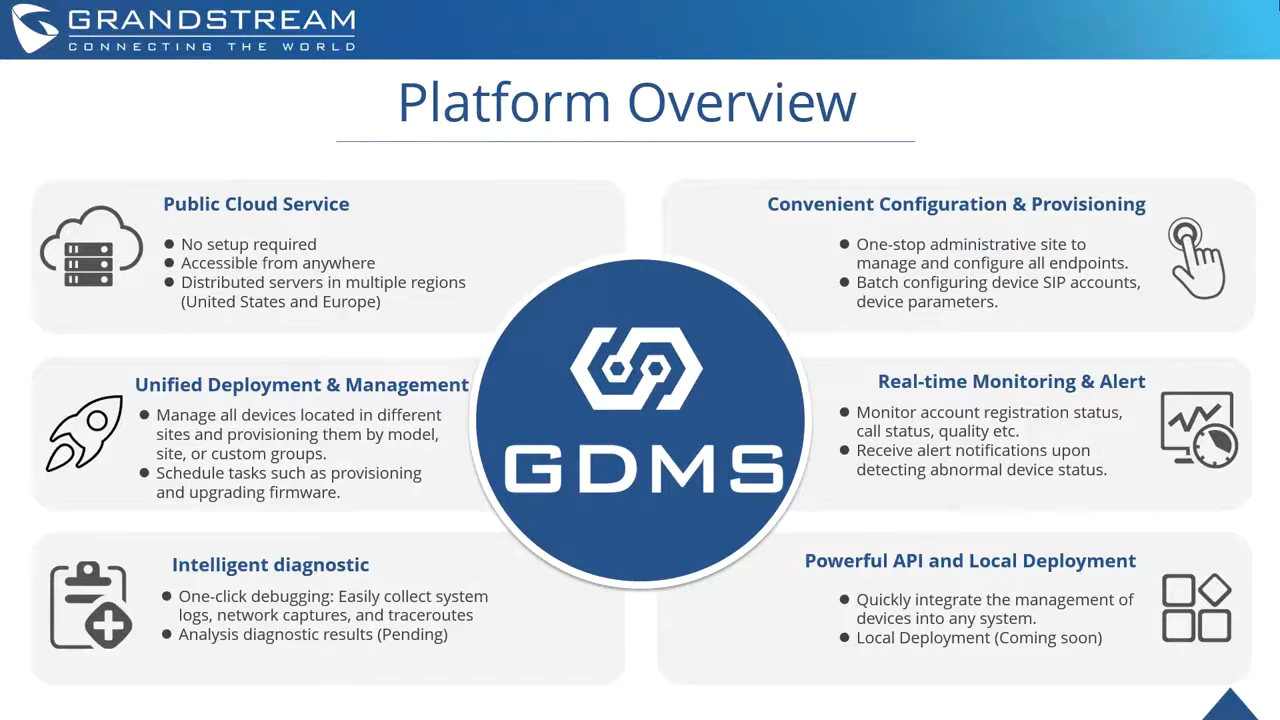 GRANDSTREAM
CONNECTING THE WORLD
Platform Overview
Public Cloud Service
● No setup required
● Accessible from anywhere
● Distributed servers in multiple regions
(United States and Europe)
Convenient Configuration & Provisioning
● One-stop administrative site to
manage and configure all endpoints.
● Batch configuring device SIP accounts,
device parameters.
Unified Deployment & Management
● Manage all devices located in different
sites and provisioning them by model,
site, or custom groups.
● Schedule tasks such as provisioning
and upgrading firmware.
GDMS
Real-time Monitoring & Alert
● Monitor account registration status,
call status, quality etc.
● Receive alert notifications upon
detecting abnormal device status.
Intelligent diagnostic
● One-click debugging: Easily collect system
logs, network captures, and traceroutes
● Analysis diagnostic results (Pending)
Powerful API and Local Deployment
● Quickly integrate the management of
devices into any system.
● Local Deployment (Coming soon)